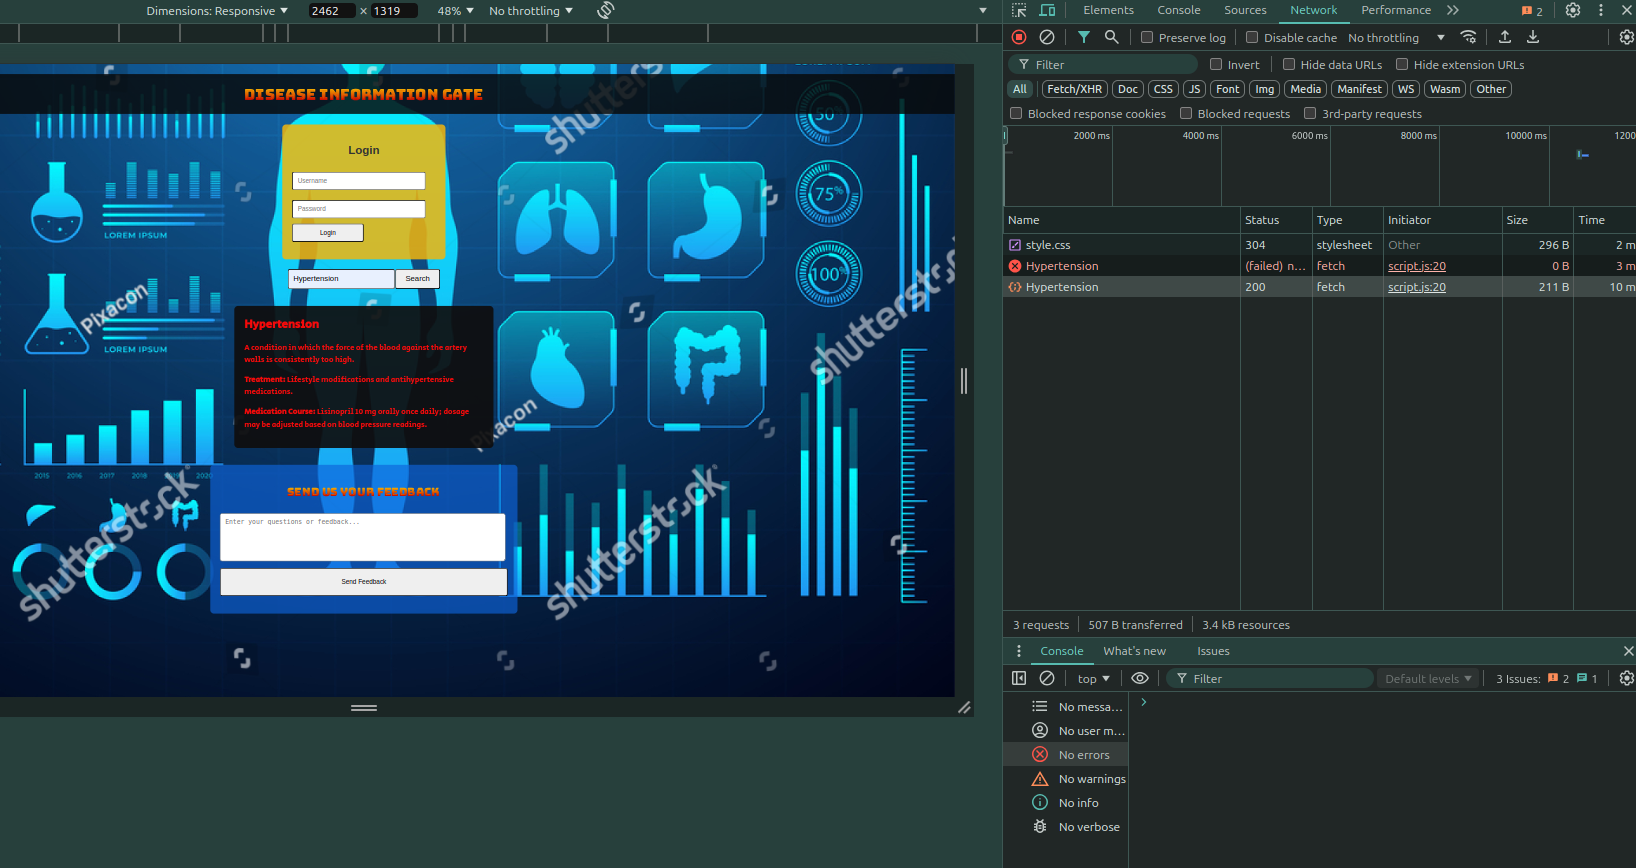 Dimensions: Responsive
2462 × 1319
48%
No throttling
DISEASE INFORMATION GATE
Login
Username
Password
Login
Hypertension
Search
Hypertension
A condition in which the force of the blood against the artery
walls is consistently too high.
Treatment: Lifestyle modifications and antihypertensive
medications.
Medication Course: Lisinopril 10 mg orally once daily; dosage
may be adjusted based on blood pressure readings.
SEND US YOUR FEEDBACK
Enter your questions or feedback...
Send Feedback
LOREM IPSUM
LOREM IPSUM
2015 2016 2017 2018 2020
50%
75%
100%
Pixacon
shutterstock
shutterstock
shutterstock
shutterstock
Elements Console Sources Network Performance
2
Preserve log
Disable cache
No throttling
Filter
Invert
Hide data URLs
Hide extension URLs
All Fetch/XHR Doc CSS JS Font Img Media Manifest WS Wasm Other
Blocked response cookies
Blocked requests
3rd-party requests
2000 ms 4000 ms 6000 ms 8000 ms 10000 ms 1200
Name Status Type Initiator Size Time
style.css 304 stylesheet Other 296 B 2 m
Hypertension (failed) n... fetch script.js:20 0 B 3 m
Hypertension 200 fetch script.js:20 211 B 10 m
3 requests 507 B transferred 3.4 kB resources
Console What's new Issues
top
Filter
Default levels
3 Issues: 2 1
No messa...
No user m...
No errors
No warnings
No info
No verbose